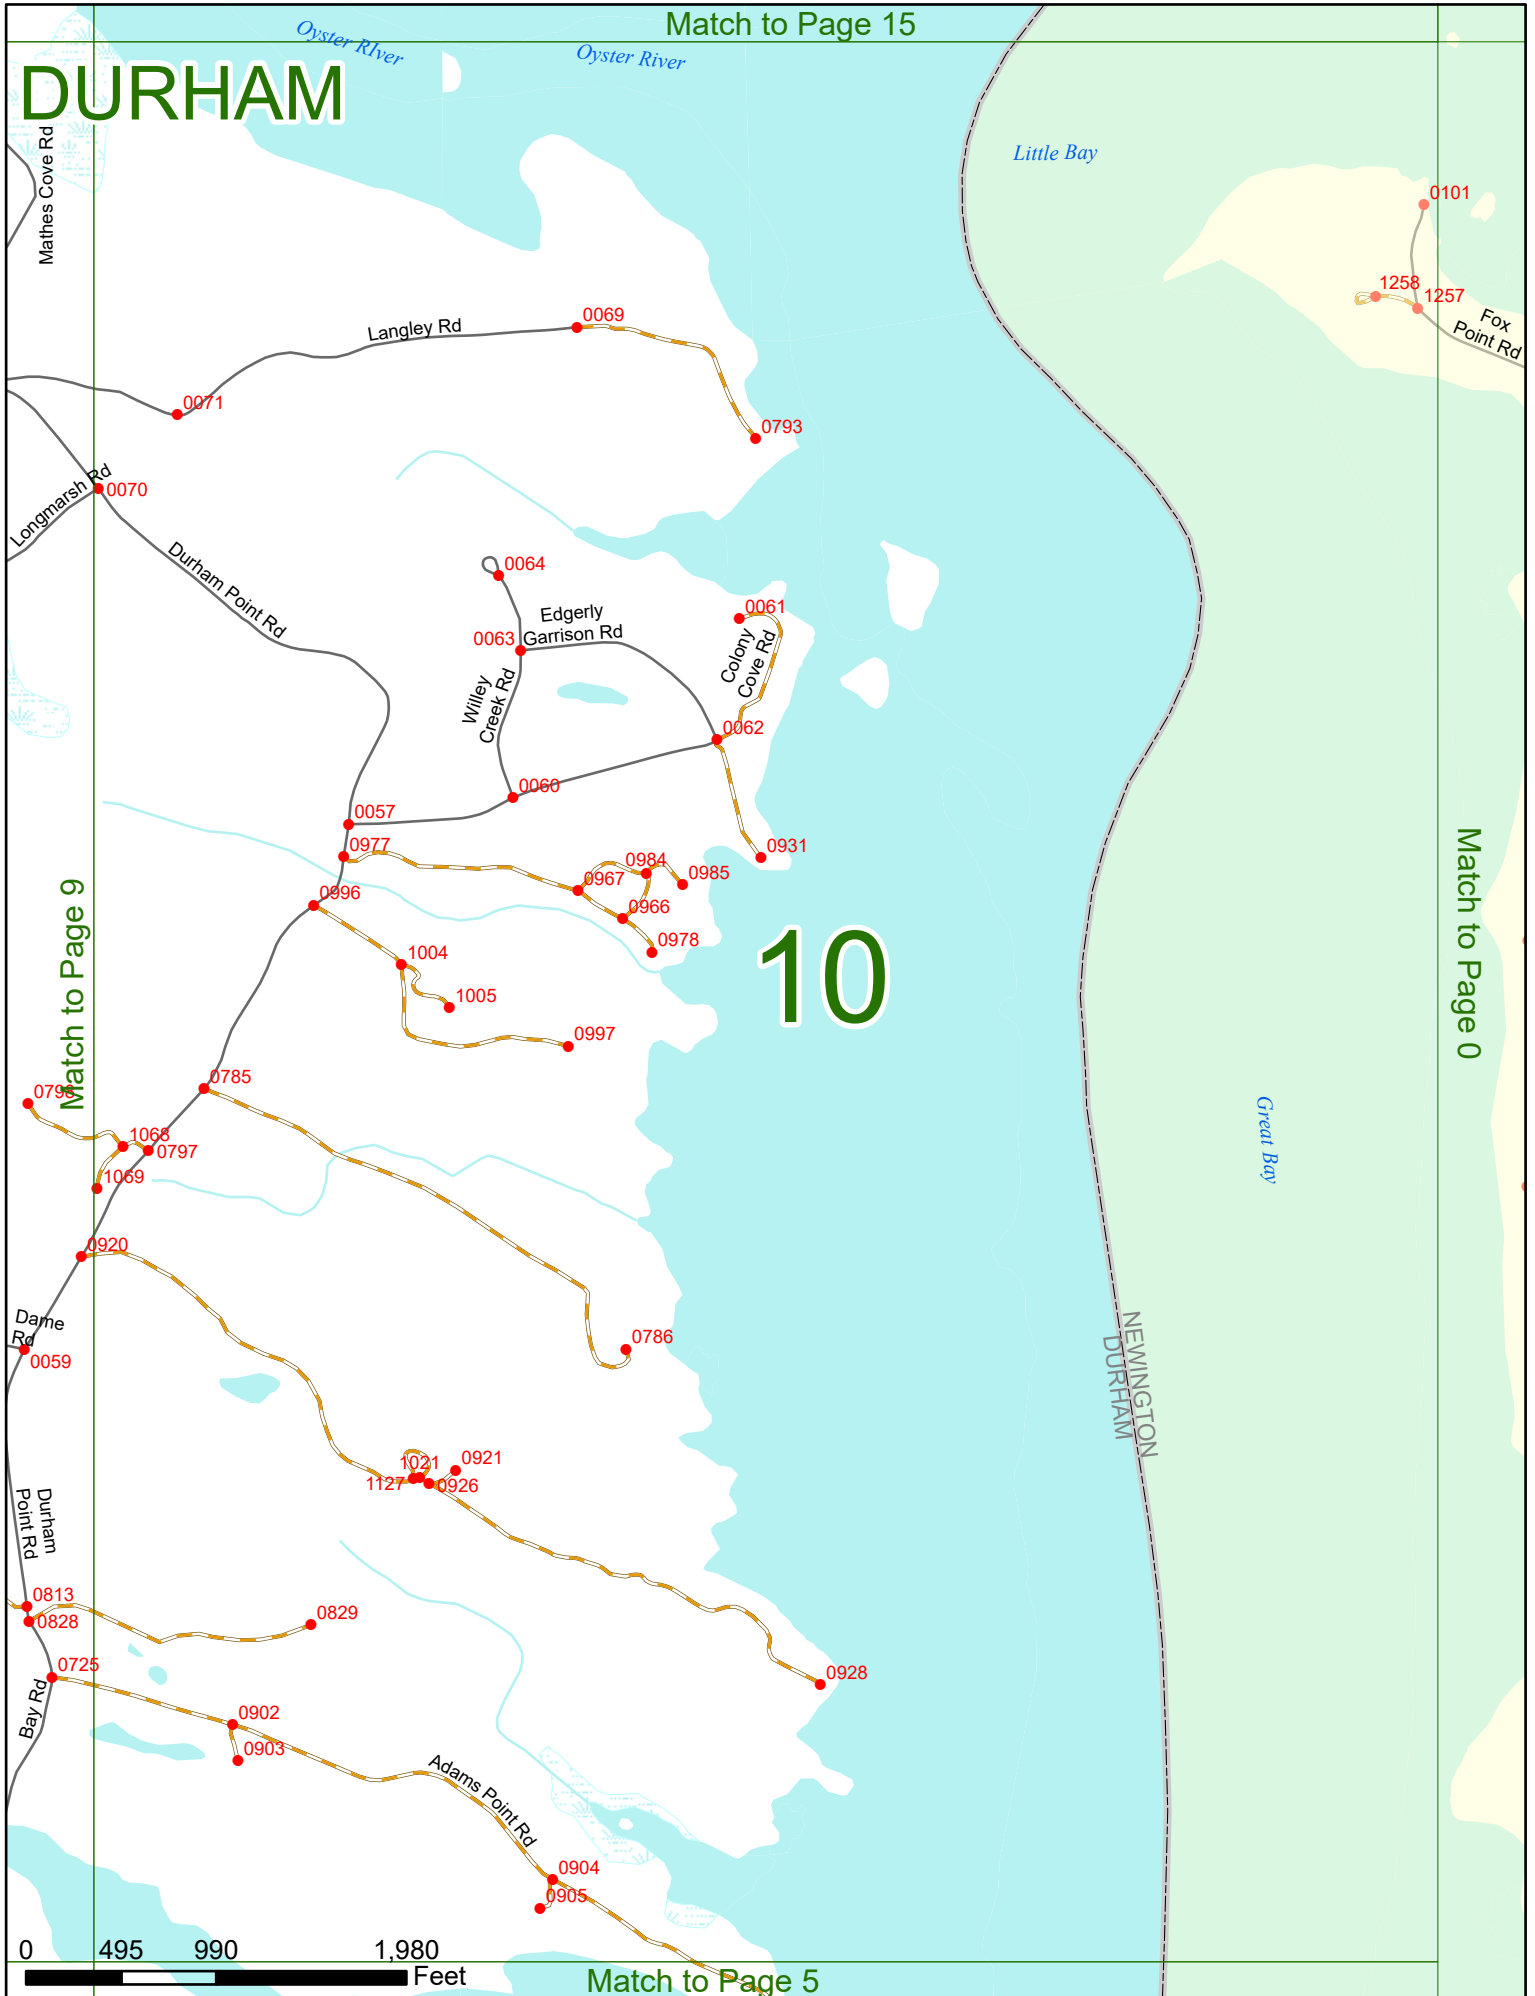 Match to Page 15
Oyster RIver
Oyster River
DURHAM
Mathes Cove Rd
Little Bay
0101
1258
1257
Fox
Point Rd
0069
Langley Rd
0071
0793
Longmarsh Rd
0070
Durham Point Rd
0064
Edgerly
Garrison Rd
0063
0061
Colony
Cove Rd
Willey
Creek Rd
0062
0060
0057
0977
0931
0984
0985
0967
0966
0978
0996
1004
1005
0997
10
Match to Page 9
Match to Page 0
0785
0798
1068
0797
1069
Great Bay
0920
Dame
Rd
0059
0786
NEWINGTON
DURHAM
1021
1127
0921
0926
Durham
Point Rd
0813
0828
0829
0725
Bay Rd
0928
0902
0903
Adams Point Rd
0904
0905
0 495 990 1,980
Feet
Match to Page 5